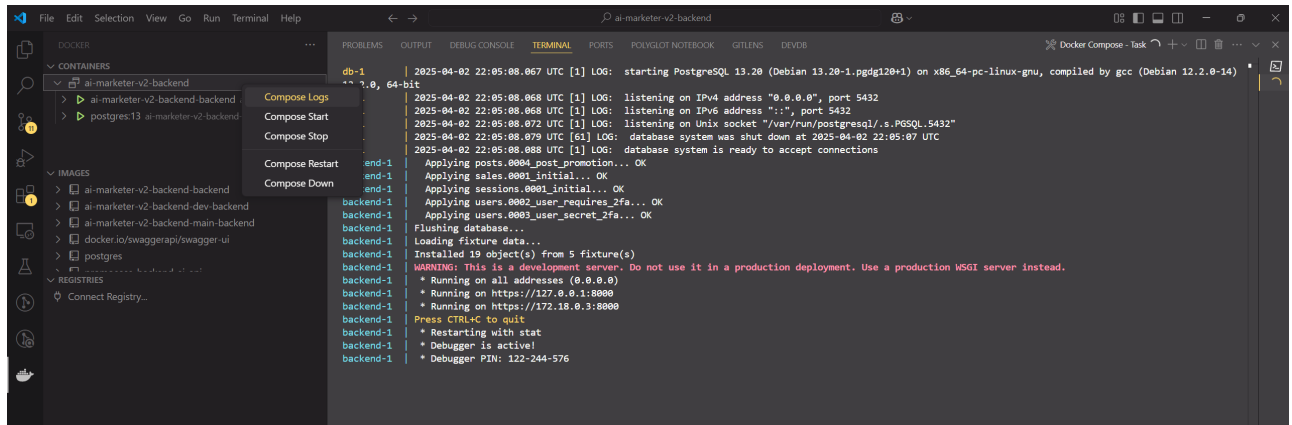 File Edit Selection View Go Run Terminal Help
ai-marketer-v2-backend
DOCKER
CONTAINERS
ai-marketer-v2-backend
ai-marketer-v2-backend-backend
postgres:13 ai-marketer-v2-backend-
Compose Logs
Compose Start
Compose Stop
Compose Restart
Compose Down
11
1
IMAGES
ai-marketer-v2-backend-backend
ai-marketer-v2-backend-dev-backend
ai-marketer-v2-backend-main-backend
docker.io/swaggerapi/swagger-ui
postgres
REGISTRIES
Connect Registry...
PROBLEMS OUTPUT DEBUG CONSOLE TERMINAL PORTS POLYGLOT NOTEBOOK GITLENS DEVDB
Docker Compose - Task
db-1 | 2025-04-02 22:05:08.067 UTC [1] LOG: starting PostgreSQL 13.20 (Debian 13.20-1.pgdg120+1) on x86_64-pc-linux-gnu, compiled by gcc (Debian 12.2.0-14)
2.0, 64-bit
| 2025-04-02 22:05:08.068 UTC [1] LOG: listening on IPv4 address "0.0.0.0", port 5432
| 2025-04-02 22:05:08.068 UTC [1] LOG: listening on IPv6 address "::", port 5432
| 2025-04-02 22:05:08.072 UTC [1] LOG: listening on Unix socket "/var/run/postgresql/.s.PGSQL.5432"
| 2025-04-02 22:05:08.079 UTC [61] LOG: database system was shut down at 2025-04-02 22:05:07 UTC
| 2025-04-02 22:05:08.088 UTC [1] LOG: database system is ready to accept connections
end-1 | Applying posts.0004_post_promotion... OK
end-1 | Applying sales.0001_initial... OK
end-1 | Applying sessions.0001_initial... OK
backend-1 | Applying users.0002_user_requires_2fa... OK
backend-1 | Applying users.0003_user_secret_2fa... OK
backend-1 | Flushing database...
backend-1 | Loading fixture data...
backend-1 | Installed 19 object(s) from 5 fixture(s)
backend-1 | WARNING: This is a development server. Do not use it in a production deployment. Use a production WSGI server instead.
backend-1 | * Running on all addresses (0.0.0.0)
backend-1 | * Running on https://127.0.0.1:8000
backend-1 | * Running on https://172.18.0.3:8000
backend-1 | Press CTRL+C to quit
backend-1 | * Restarting with stat
backend-1 | * Debugger is active!
backend-1 | * Debugger PIN: 122-244-576